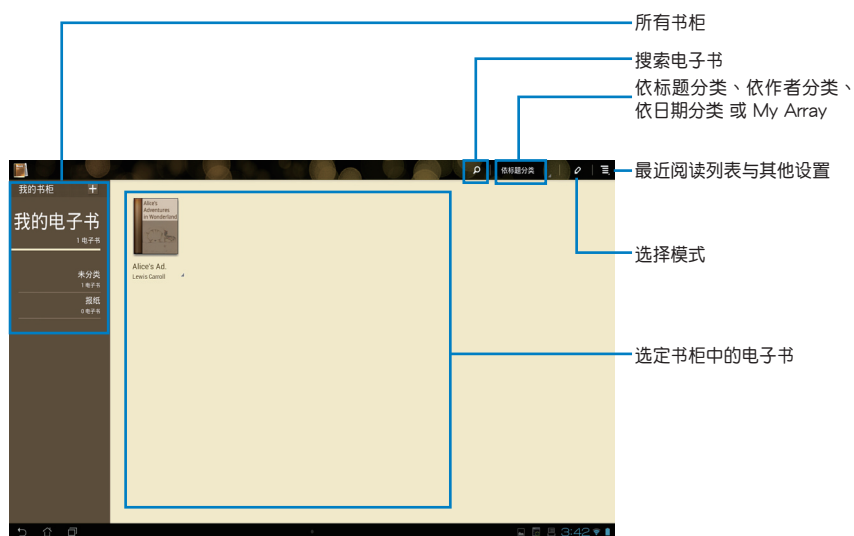 所有书柜
搜索电子书
依标题分类、依作者分类、
依日期分类 或 My Array
依标题分类
最近阅读列表与其他设置
我的书柜
我的电子书
1 电子书
Alice's
Adventures
in Wonderland
选择模式
Alice's Ad.
Lewis Carroll
未分类
1 电子书
报纸
0 电子书
选定书柜中的电子书
3:42